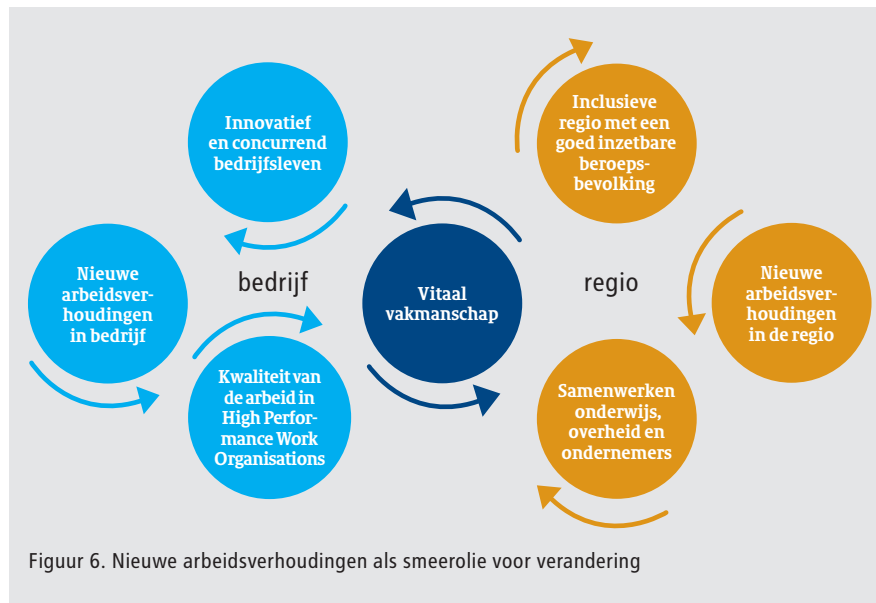 Innovatief
en concurrend
bedrijfsleven
Inclusieve
regio met een
goed inzetbare
beroeps-
bevolking
Nieuwe
arbeidsver-
houdingen
in bedrijf
bedrijf
Vitaal
vakmanschap
regio
Nieuwe
arbeidsver-
houdingen
in de regio
Kwaliteit van
de arbeid in
High Perfor-
mance Work
Organisations
Samenwerken
onderwijs,
overheid en
ondernemers
Figuur 6. Nieuwe arbeidsverhoudingen als smeerolie voor verandering